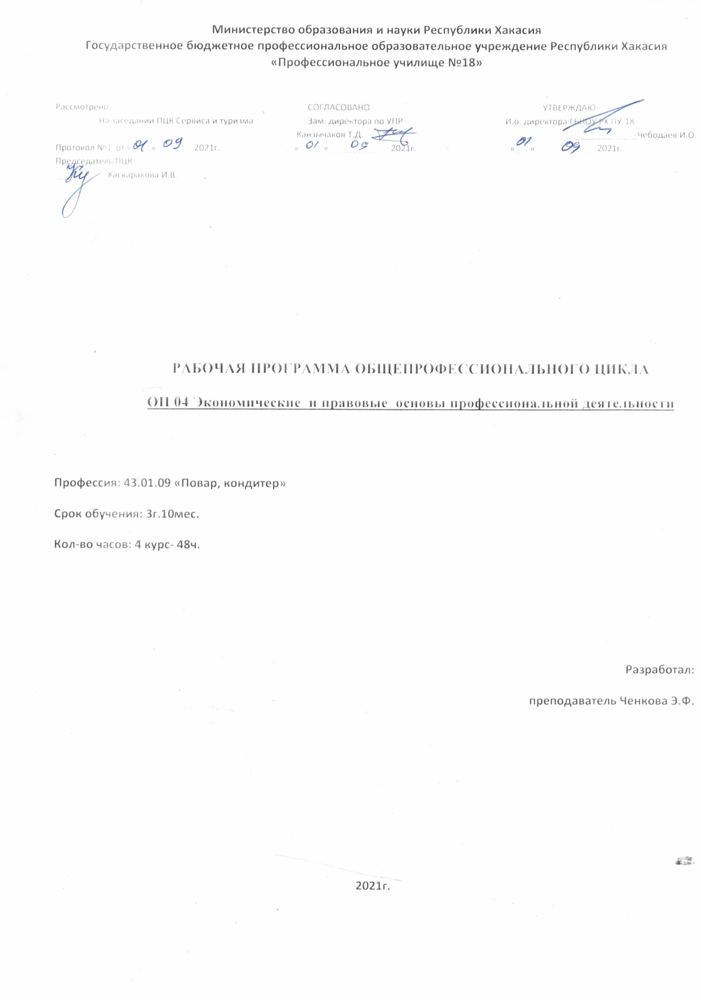 Министерство образования и науки Республики Хакасия
Государственное бюджетное профессиональное образовательное учреждение Республики Хакасия
«Профессиональное училище №18»
Рассмотрено:
На заседании ПЦК Сервиса и туризма
Протокол №1 от « 01 » 09 2021г.
Председатель ПЦК
Каскаракова И.В.
СОГЛАСОВАНО
Зам. директора по УПР
Канзычаков Т.Д.
« 01 » 09 2021г.
УТВЕРЖДАЮ:
И.о. директора ГБПОУ РХ ПУ 18
Чебодаев И.О.
« 01 » 09 2021г.
РАБОЧАЯ ПРОГРАММА ОБЩЕПРОФЕССИОНАЛЬНОГО ЦИКЛА
ОП 04 Экономические и правовые основы профессиональной деятельности
Профессия: 43.01.09 «Повар, кондитер»
Срок обучения: 3г.10мес.
Кол-во часов: 4 курс- 48ч.
Разработал:
преподаватель Ченкова Э.Ф.
2021г.